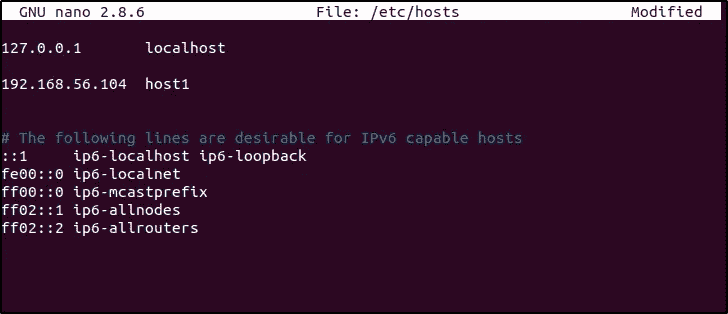 GNU nano 2.8.6 File: /etc/hosts Modified
127.0.0.1 localhost
192.168.56.104 host1
# The following lines are desirable for IPv6 capable hosts
::1 ip6-localhost ip6-loopback
fe00::0 ip6-localnet
ff00::0 ip6-mcastprefix
ff02::1 ip6-allnodes
ff02::2 ip6-allrouters